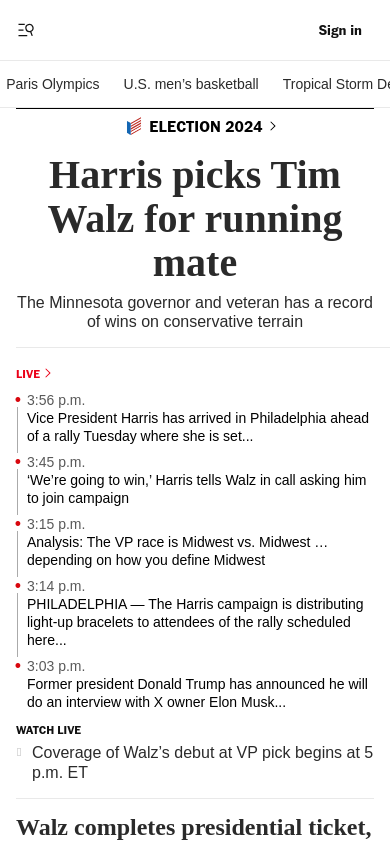 Sign in
Paris Olympics U.S. men’s basketball Tropical Storm De
ELECTION 2024
Harris picks Tim
Walz for running
mate
The Minnesota governor and veteran has a record
of wins on conservative terrain
LIVE
3:56 p.m.
Vice President Harris has arrived in Philadelphia ahead
of a rally Tuesday where she is set...
3:45 p.m.
‘We’re going to win,’ Harris tells Walz in call asking him
to join campaign
3:15 p.m.
Analysis: The VP race is Midwest vs. Midwest …
depending on how you define Midwest
3:14 p.m.
PHILADELPHIA — The Harris campaign is distributing
light-up bracelets to attendees of the rally scheduled
here...
3:03 p.m.
Former president Donald Trump has announced he will
do an interview with X owner Elon Musk...
WATCH LIVE
Coverage of Walz’s debut at VP pick begins at 5
p.m. ET
Walz completes presidential ticket,